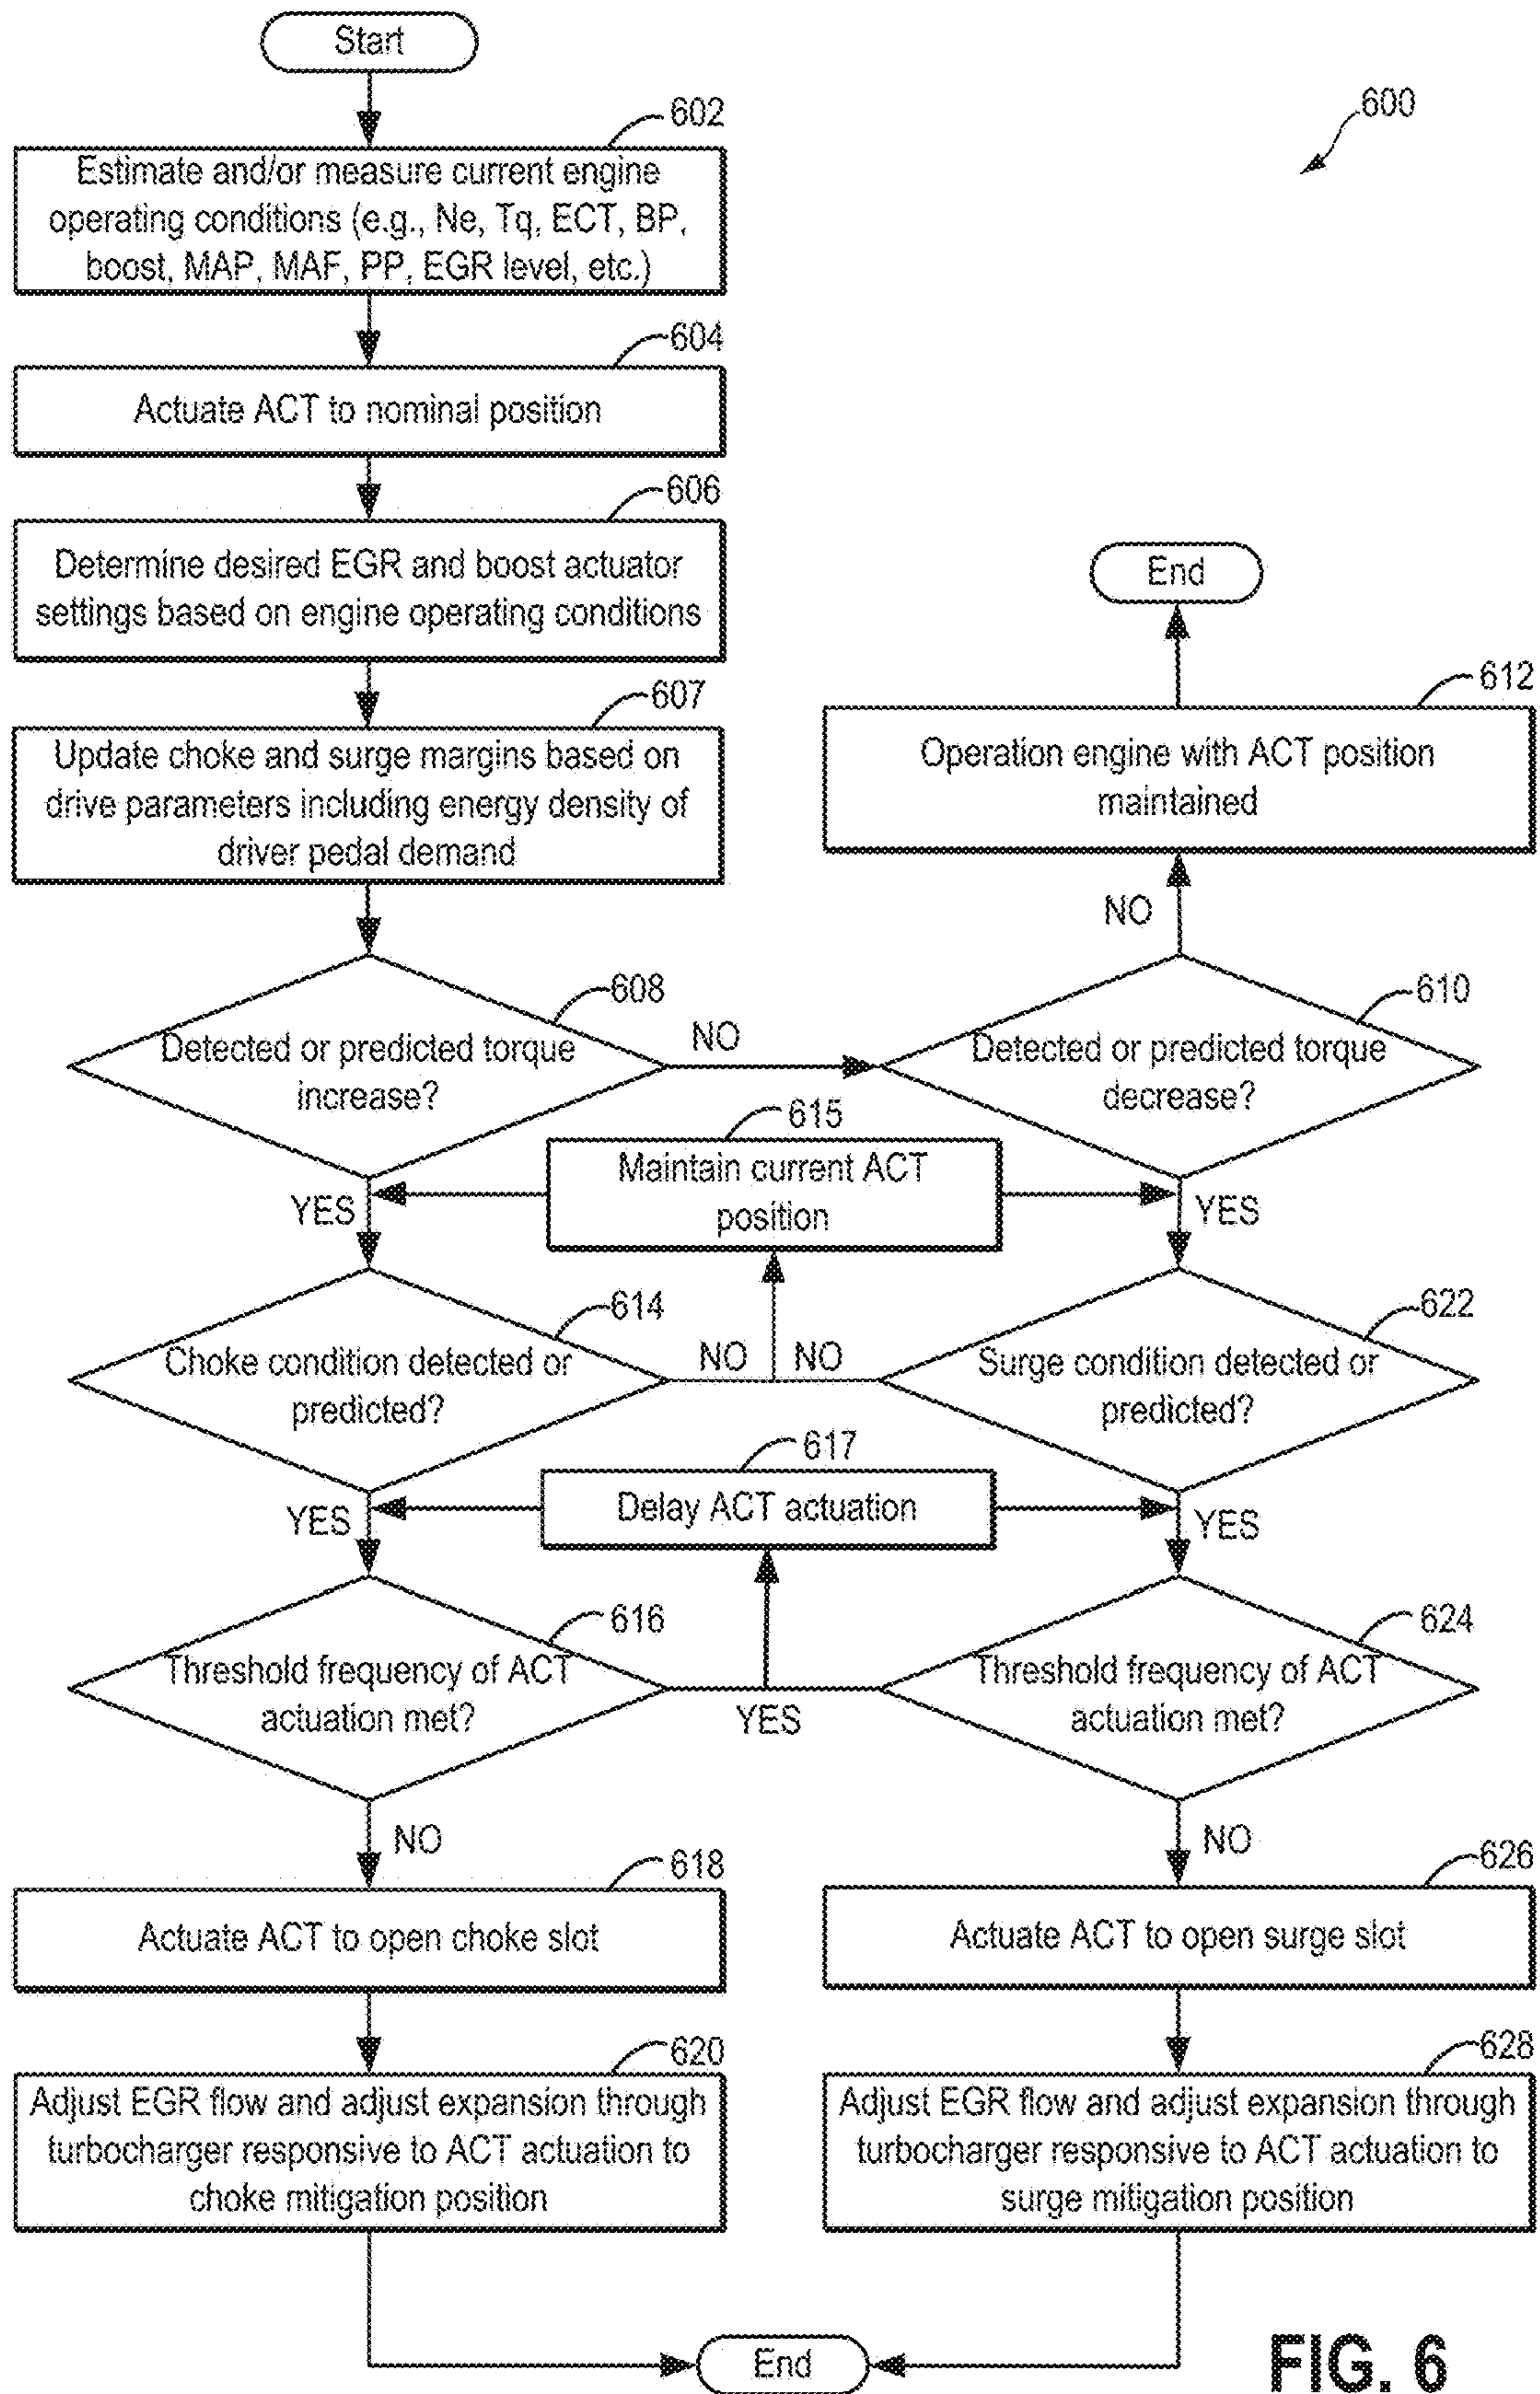 Start
600
602
Estimate and/or measure current engine
operating conditions (e.g., Ne, Tq, ECT, BP,
boost, MAP, MAF, PP, EGR level, etc.)
604
Actuate ACT to nominal position
606
Determine desired EGR and boost actuator
settings based on engine operating conditions
End
607
Update choke and surge margins based on
drive parameters including energy density of
driver pedal demand
612
Operation engine with ACT position
maintained
NO
608
Detected or predicted torque
increase?
NO
610
Detected or predicted torque
decrease?
615
Maintain current ACT
position
YES
YES
614
Choke condition detected or
predicted?
NO
NO
622
Surge condition detected or
predicted?
617
Delay ACT actuation
YES
YES
616
Threshold frequency of ACT
actuation met?
YES
624
Threshold frequency of ACT
actuation met?
NO
NO
618
Actuate ACT to open choke slot
626
Actuate ACT to open surge slot
620
Adjust EGR flow and adjust expansion through
turbocharger responsive to ACT actuation to
choke mitigation position
628
Adjust EGR flow and adjust expansion through
turbocharger responsive to ACT actuation to
surge mitigation position
End
FIG. 6